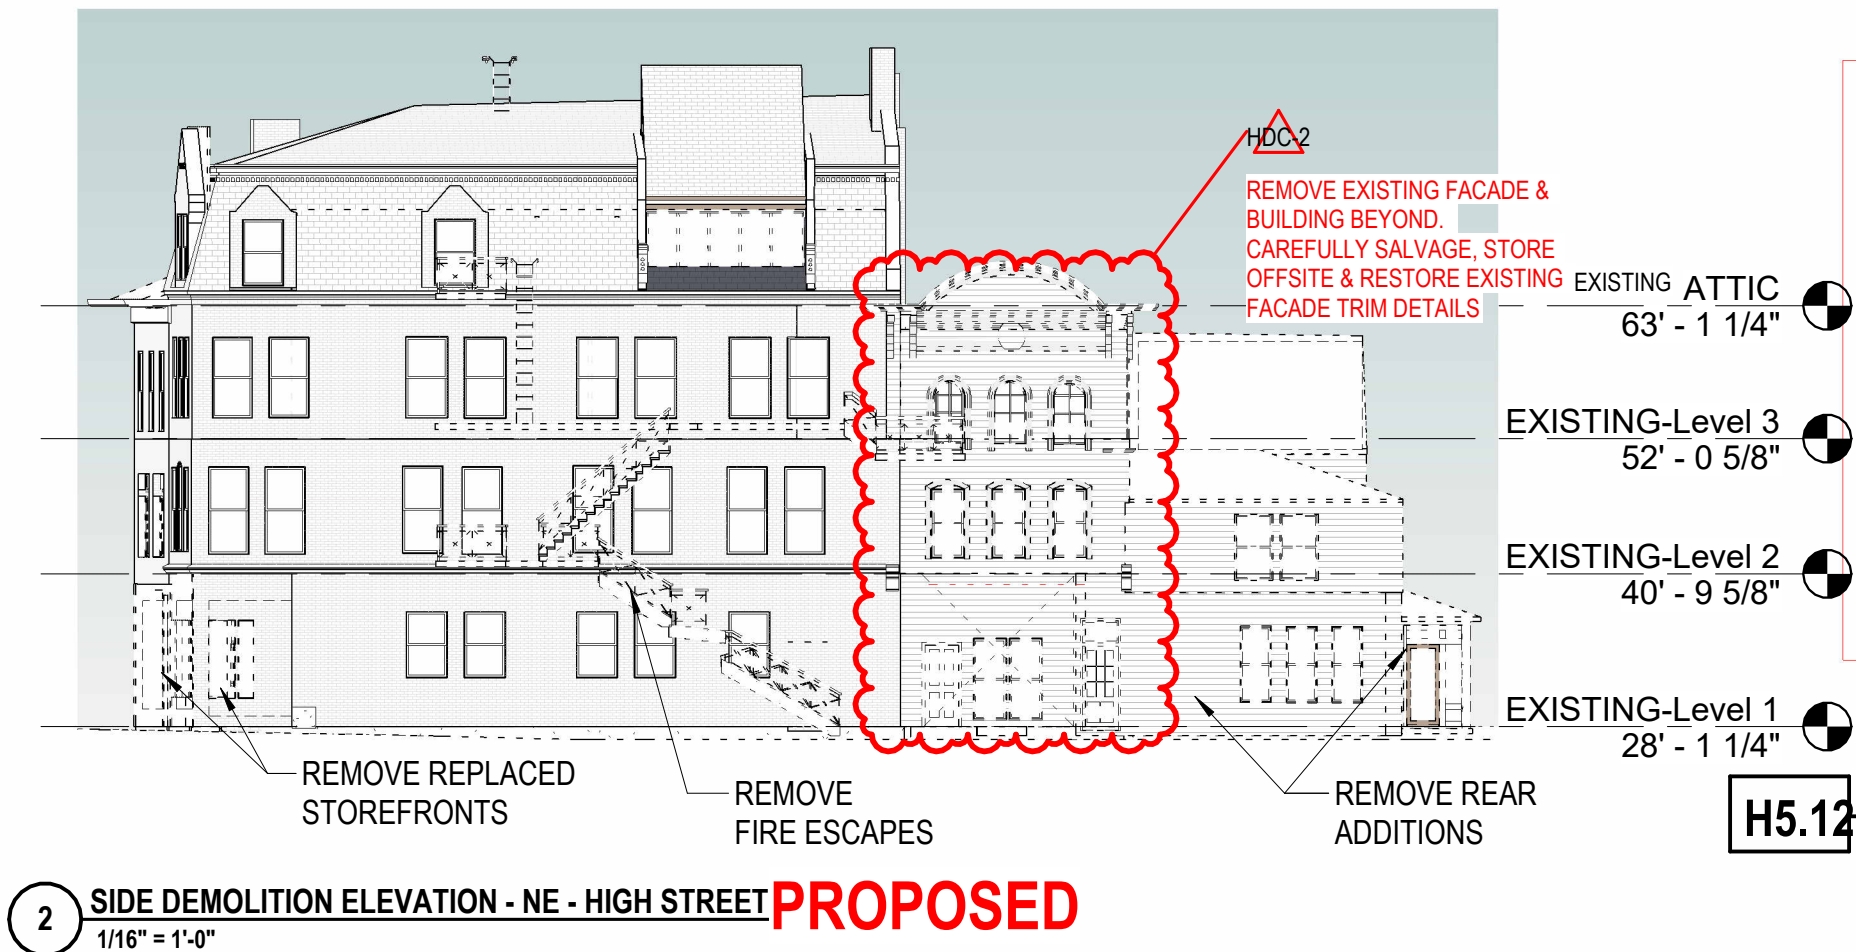 HDC-2
REMOVE EXISTING FACADE &
BUILDING BEYOND.
CAREFULLY SALVAGE, STORE
OFFSITE & RESTORE EXISTING
FACADE TRIM DETAILS
EXISTING ATTIC
63' - 1 1/4"
EXISTING-Level 3
52' - 0 5/8"
EXISTING-Level 2
40' - 9 5/8"
EXISTING-Level 1
28' - 1 1/4"
REMOVE REPLACED
STOREFRONTS
REMOVE
FIRE ESCAPES
REMOVE REAR
ADDITIONS
H5.12
2
SIDE DEMOLITION ELEVATION - NE - HIGH STREET PROPOSED
1/16" = 1'-0"